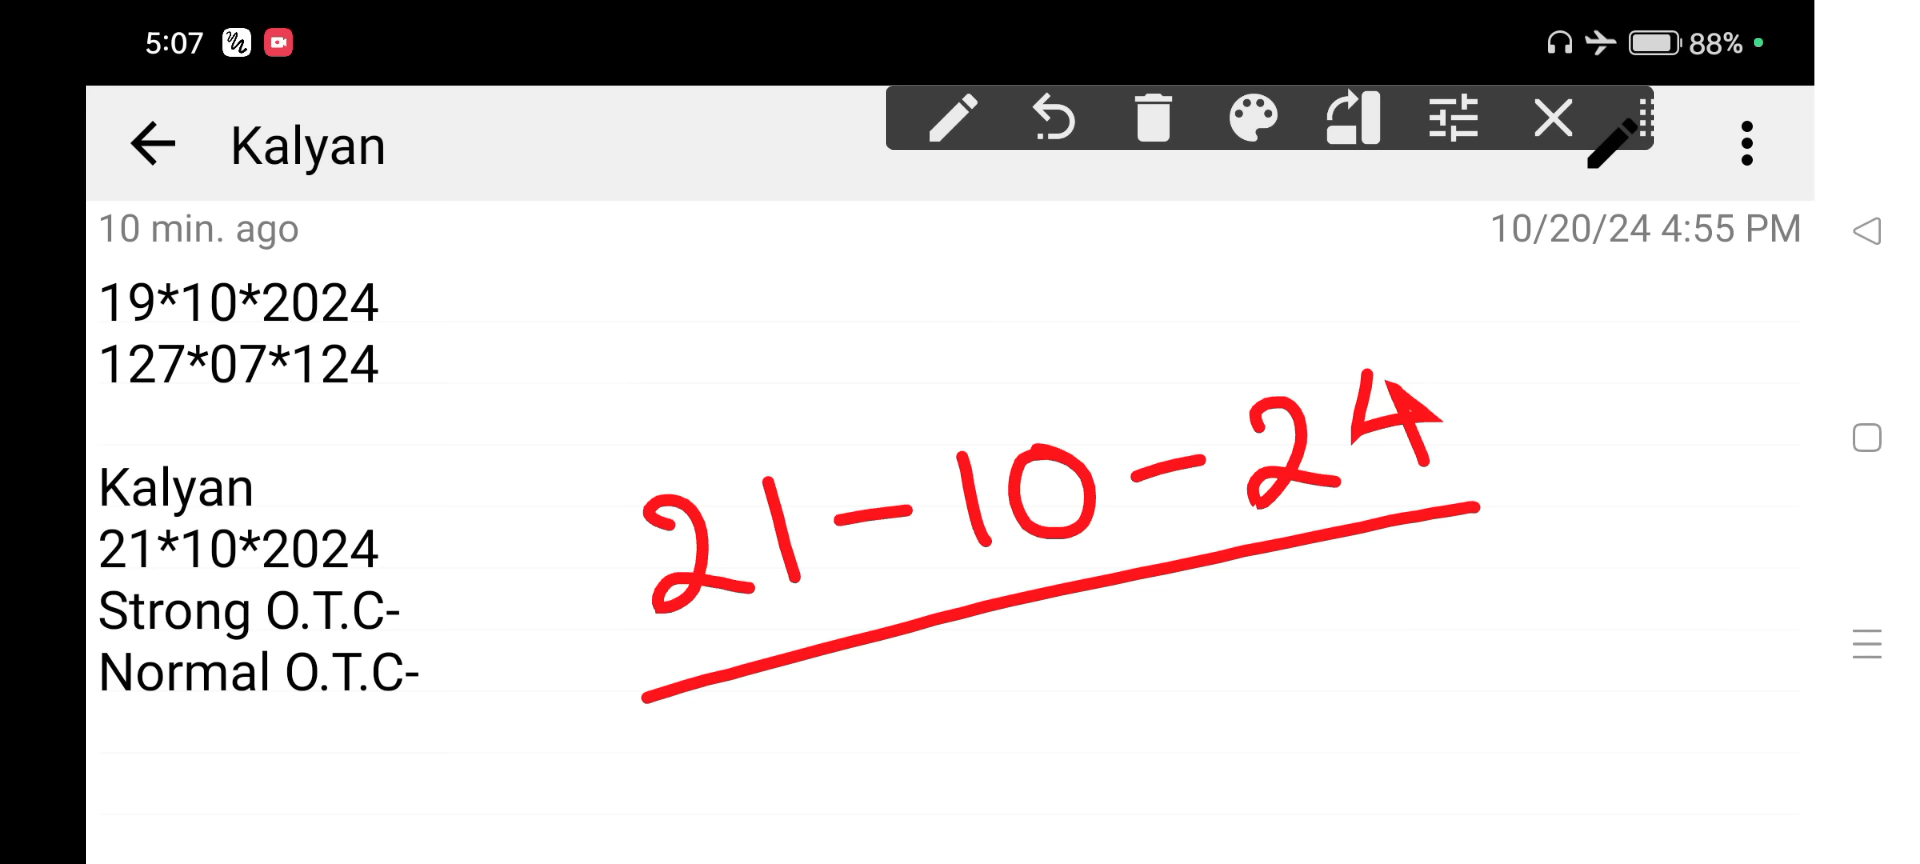 5:07 88%
Kalyan
10 min. ago 10/20/24 4:55 PM
19*10*2024
127*07*124
Kalyan
21*10*2024
Strong O.T.C-
Normal O.T.C-
21-10-24